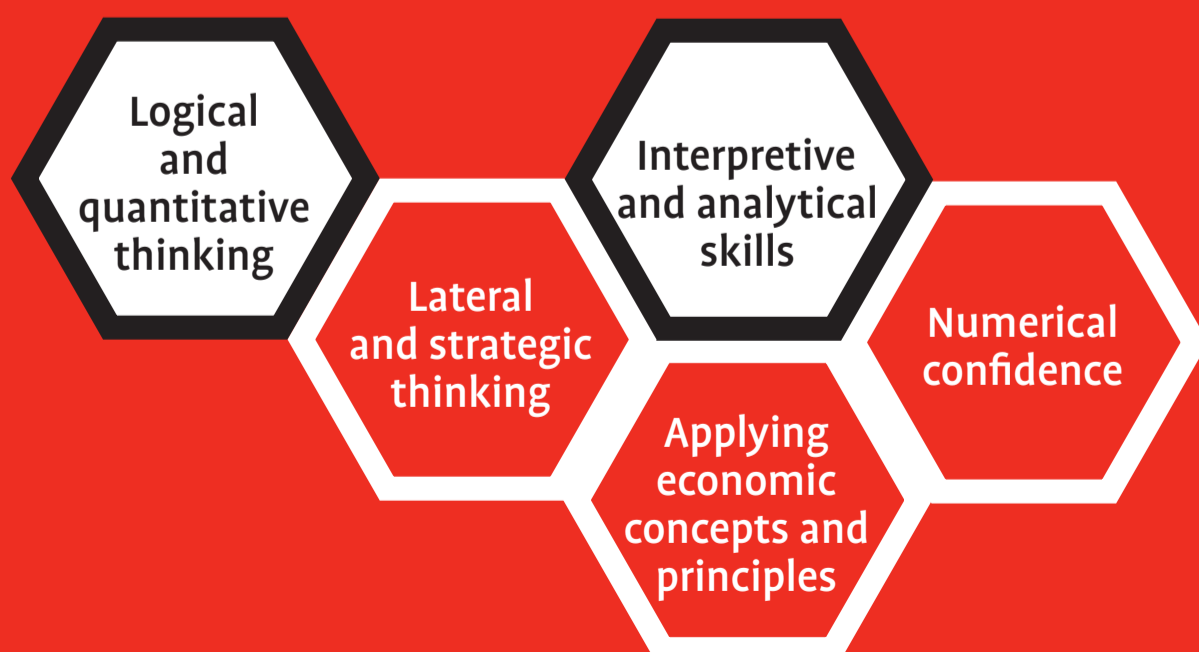 Logical
and
quantitative
thinking
Lateral
and strategic
thinking
Interpretive
and analytical
skills
Applying
economic
concepts and
principles
Numerical
confidence